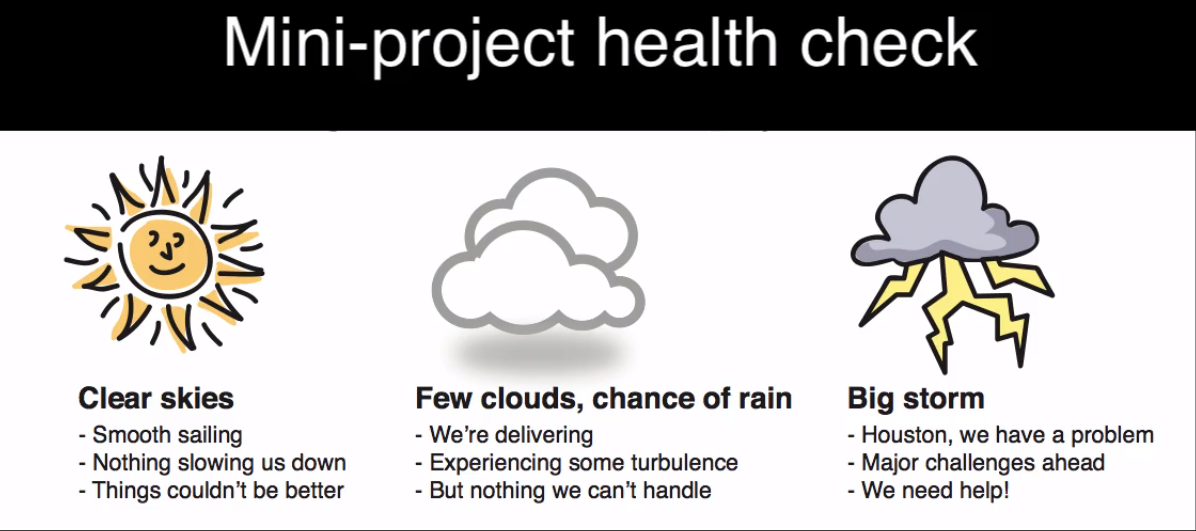 Mini-project health check
Clear skies
- Smooth sailing
- Nothing slowing us down
- Things couldn’t be better
Few clouds, chance of rain
- We’re delivering
- Experiencing some turbulence
- But nothing we can’t handle
Big storm
- Houston, we have a problem
- Major challenges ahead
- We need help!